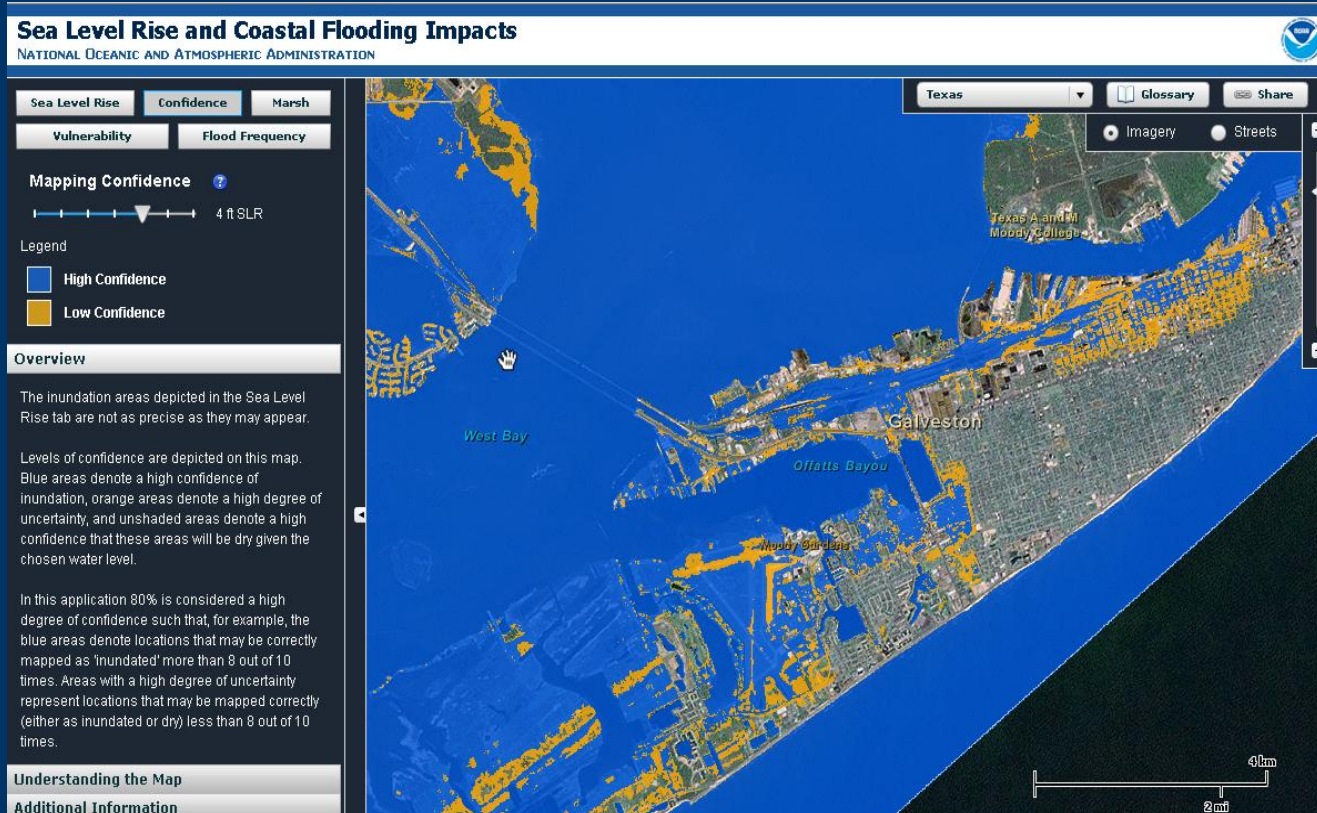 Sea Level Rise and Coastal Flooding Impacts
NATIONAL OCEANIC AND ATMOSPHERIC ADMINISTRATION
NOAA
Sea Level Rise
Confidence
Marsh
Vulnerability
Flood Frequency
Mapping Confidence ?
4 ft SLR
Legend
High Confidence
Low Confidence
Overview
The inundation areas depicted in the Sea Level
Rise tab are not as precise as they may appear.
Levels of confidence are depicted on this map.
Blue areas denote a high confidence of
inundation, orange areas denote a high degree of
uncertainty, and unshaded areas denote a high
confidence that these areas will be dry given the
chosen water level.
In this application 80% is considered a high
degree of confidence such that, for example, the
blue areas denote locations that may be correctly
mapped as 'inundated' more than 8 out of 10
times. Areas with a high degree of uncertainty
represent locations that may be mapped correctly
(either as inundated or dry) less than 8 out of 10
times.
Understanding the Map
Additional Information
Texas
Glossary
Share
Imagery
Streets
Texas A and M
Moody College
Galveston
West Bay
Offatts Bayou
Moody Gardens
4 km
2 mi